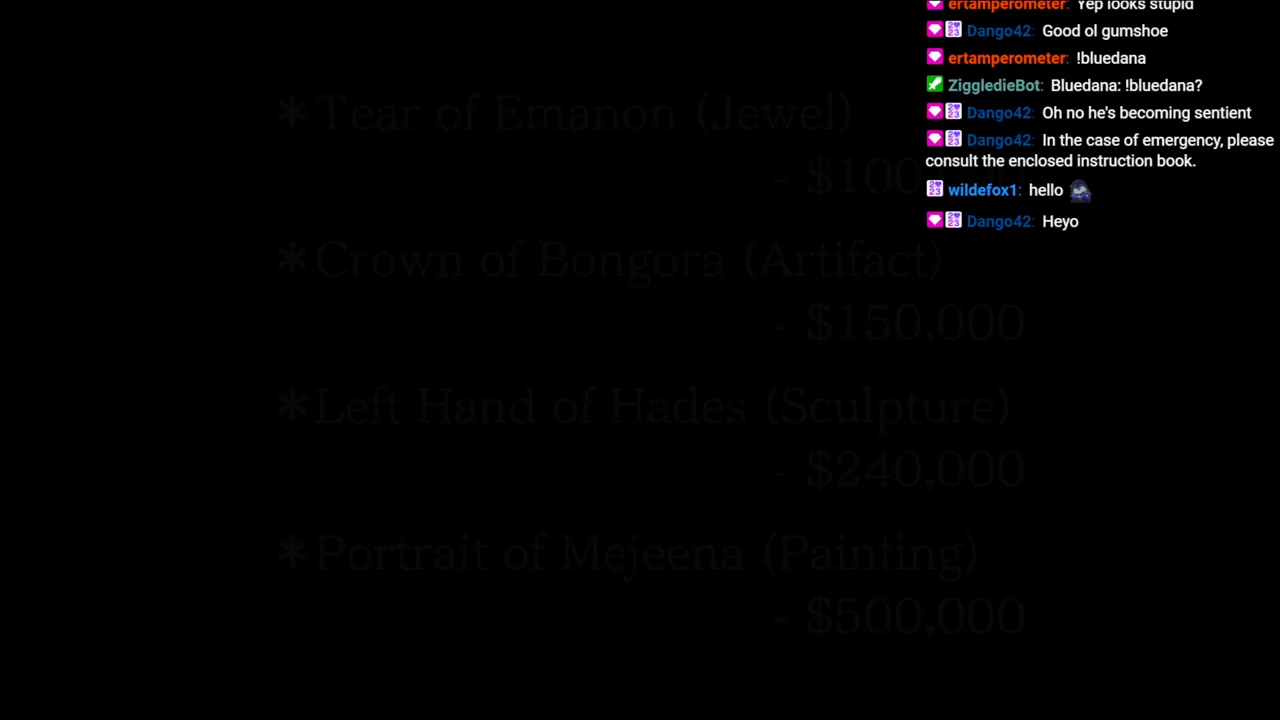 *Tear of Emanon (Jewel)
- $100
*Crown of Bongora (Artifact)
- $150,000
*Left Hand of Hades (Sculpture)
- $240,000
*Portrait of Mejeena (Painting)
- $500,000
ertamperometer: Yep looks stupid
Dango42: Good ol gumshoe
ertamperometer: !bluedana
ZiggledieBot: Bluedana: !bluedana?
Dango42: Oh no he's becoming sentient
Dango42: In the case of emergency, please
consult the enclosed instruction book.
wildefox1: hello
Dango42: Heyo